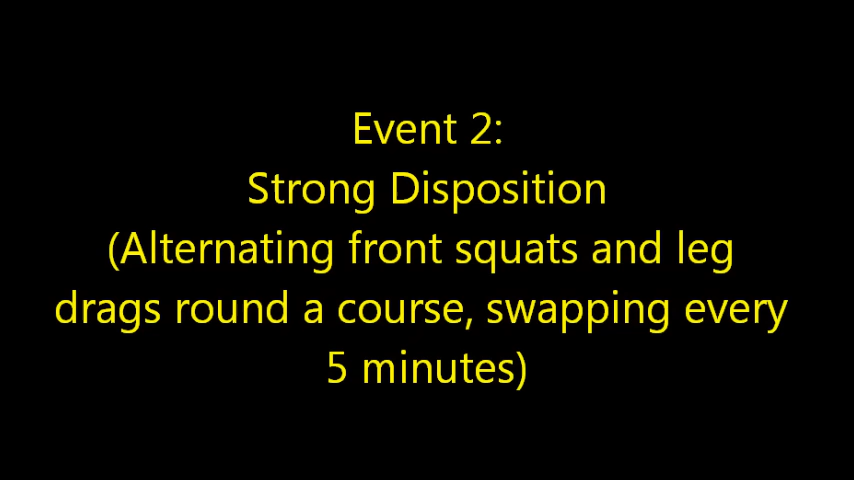 Event 2:
Strong Disposition
(Alternating front squats and leg
drags round a course, swapping every
5 minutes)